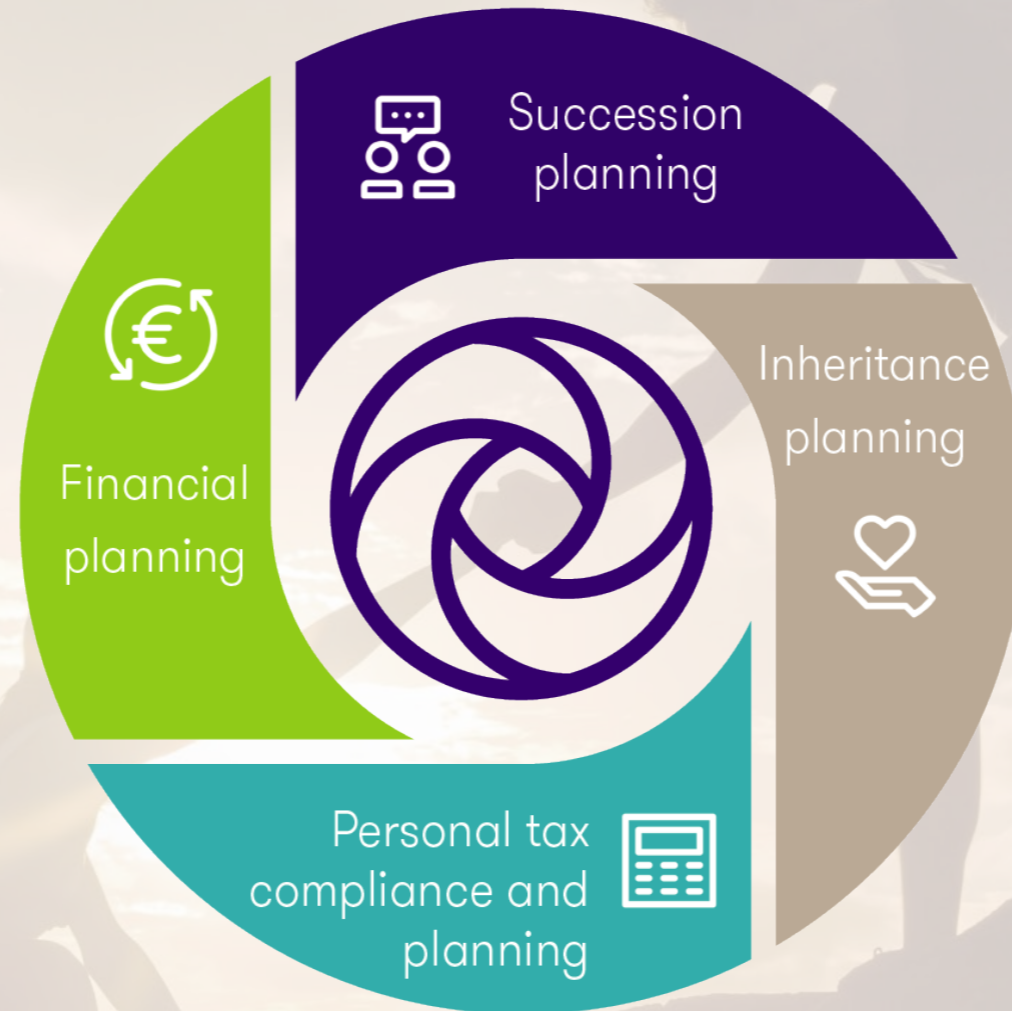 Succession
planning
Inheritance
planning
Personal tax
compliance and
planning
Financial
planning